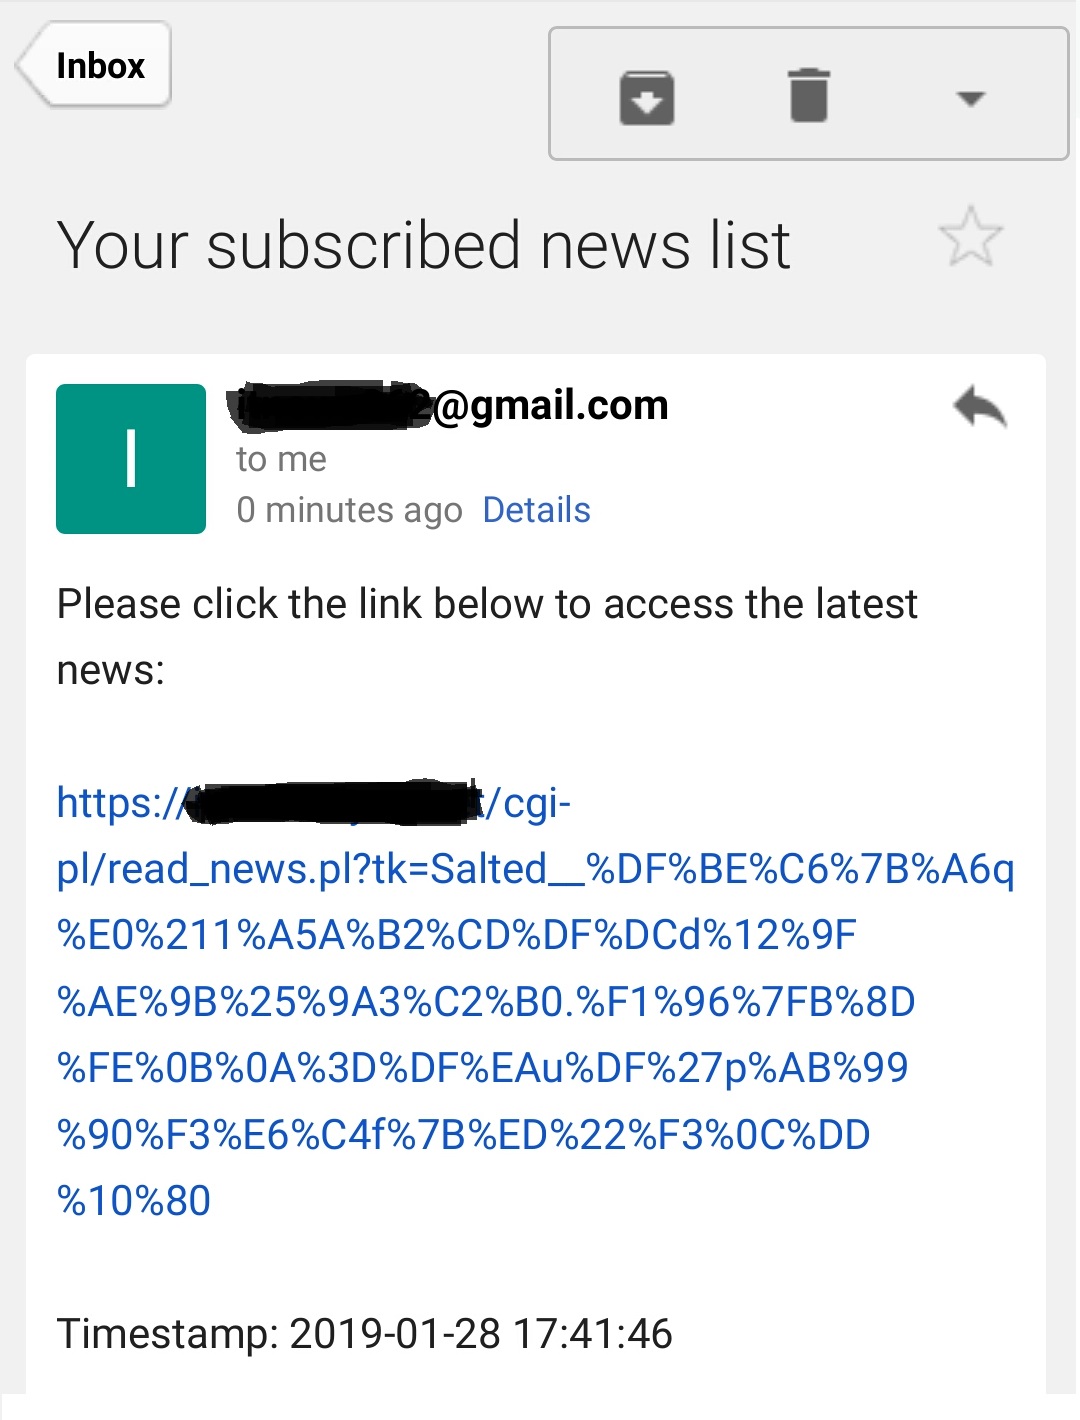 Inbox
Your subscribed news list
I
@gmail.com
to me
0 minutes ago Details
Please click the link below to access the latest
news:
https:// /cgi-
pl/read_news.pl?tk=Salted__%DF%BE%C6%7B%A6q
%E0%211%A5A%B2%CD%DF%DCd%12%9F
%AE%9B%25%9A3%C2%B0.%F1%96%7FB%8D
%FE%0B%0A%3D%DF%EAu%DF%27p%AB%99
%90%F3%E6%C4f%7B%ED%22%F3%0C%DD
%10%80
Timestamp: 2019-01-28 17:41:46